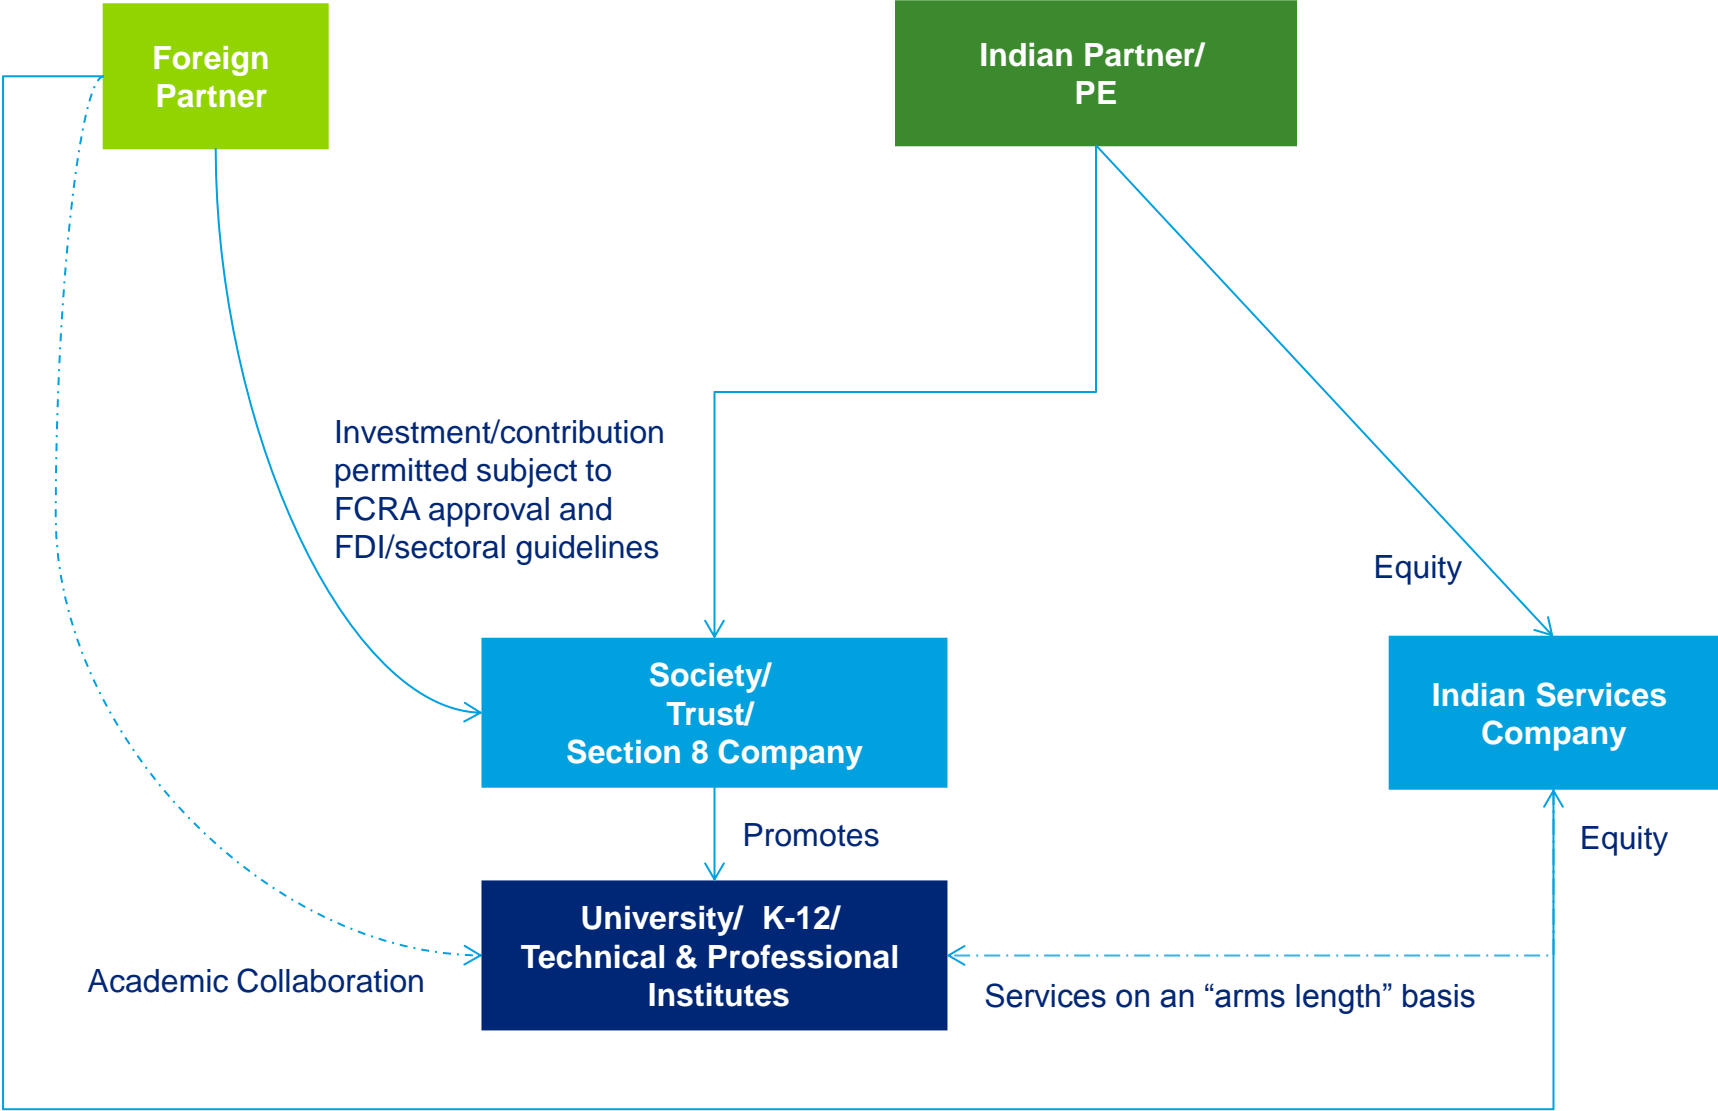 Foreign
Partner
Indian Partner/
PE
Investment/contribution
permitted subject to
FCRA approval and
FDI/sectoral guidelines
Equity
Society/
Trust/
Section 8 Company
Indian Services
Company
Promotes
Equity
University/  K-12/
Technical & Professional
Institutes
Academic Collaboration
Services on an “arms length” basis